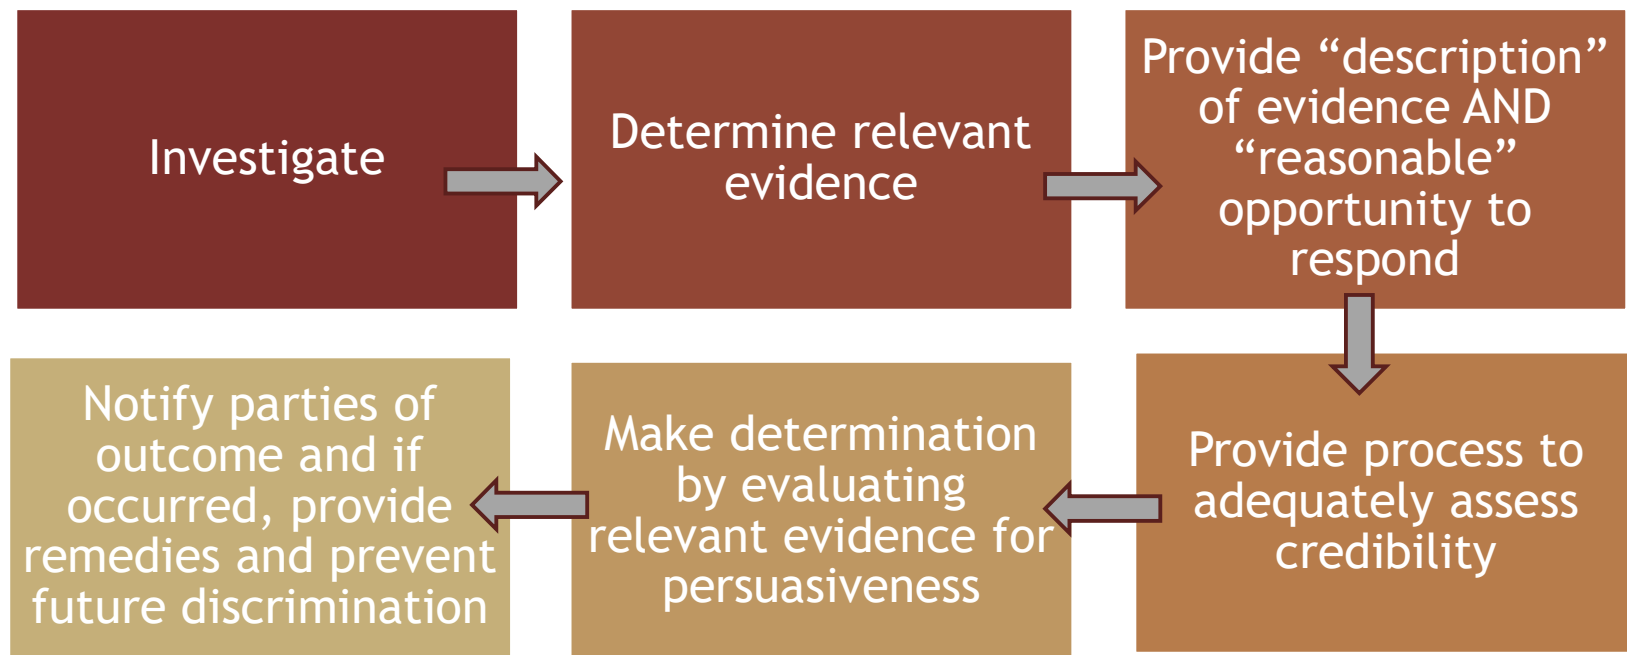 Investigate
Determine relevant
evidence
Provide “description”
of evidence AND
“reasonable”
opportunity to
respond
Provide process to
adequately assess
credibility
Make determination
by evaluating
relevant evidence for
persuasiveness
Notify parties of
outcome and if
occurred, provide
remedies and prevent
future discrimination